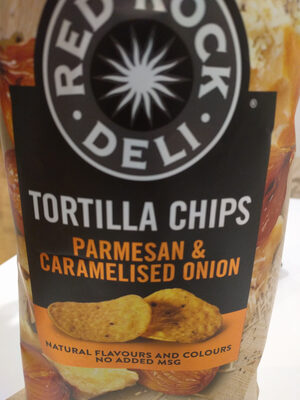 RED ROCK
DELI
®
TORTILLA CHIPS
PARMESAN &
CARAMELISED ONION
NATURAL FLAVOURS AND COLOURS
NO ADDED MSG